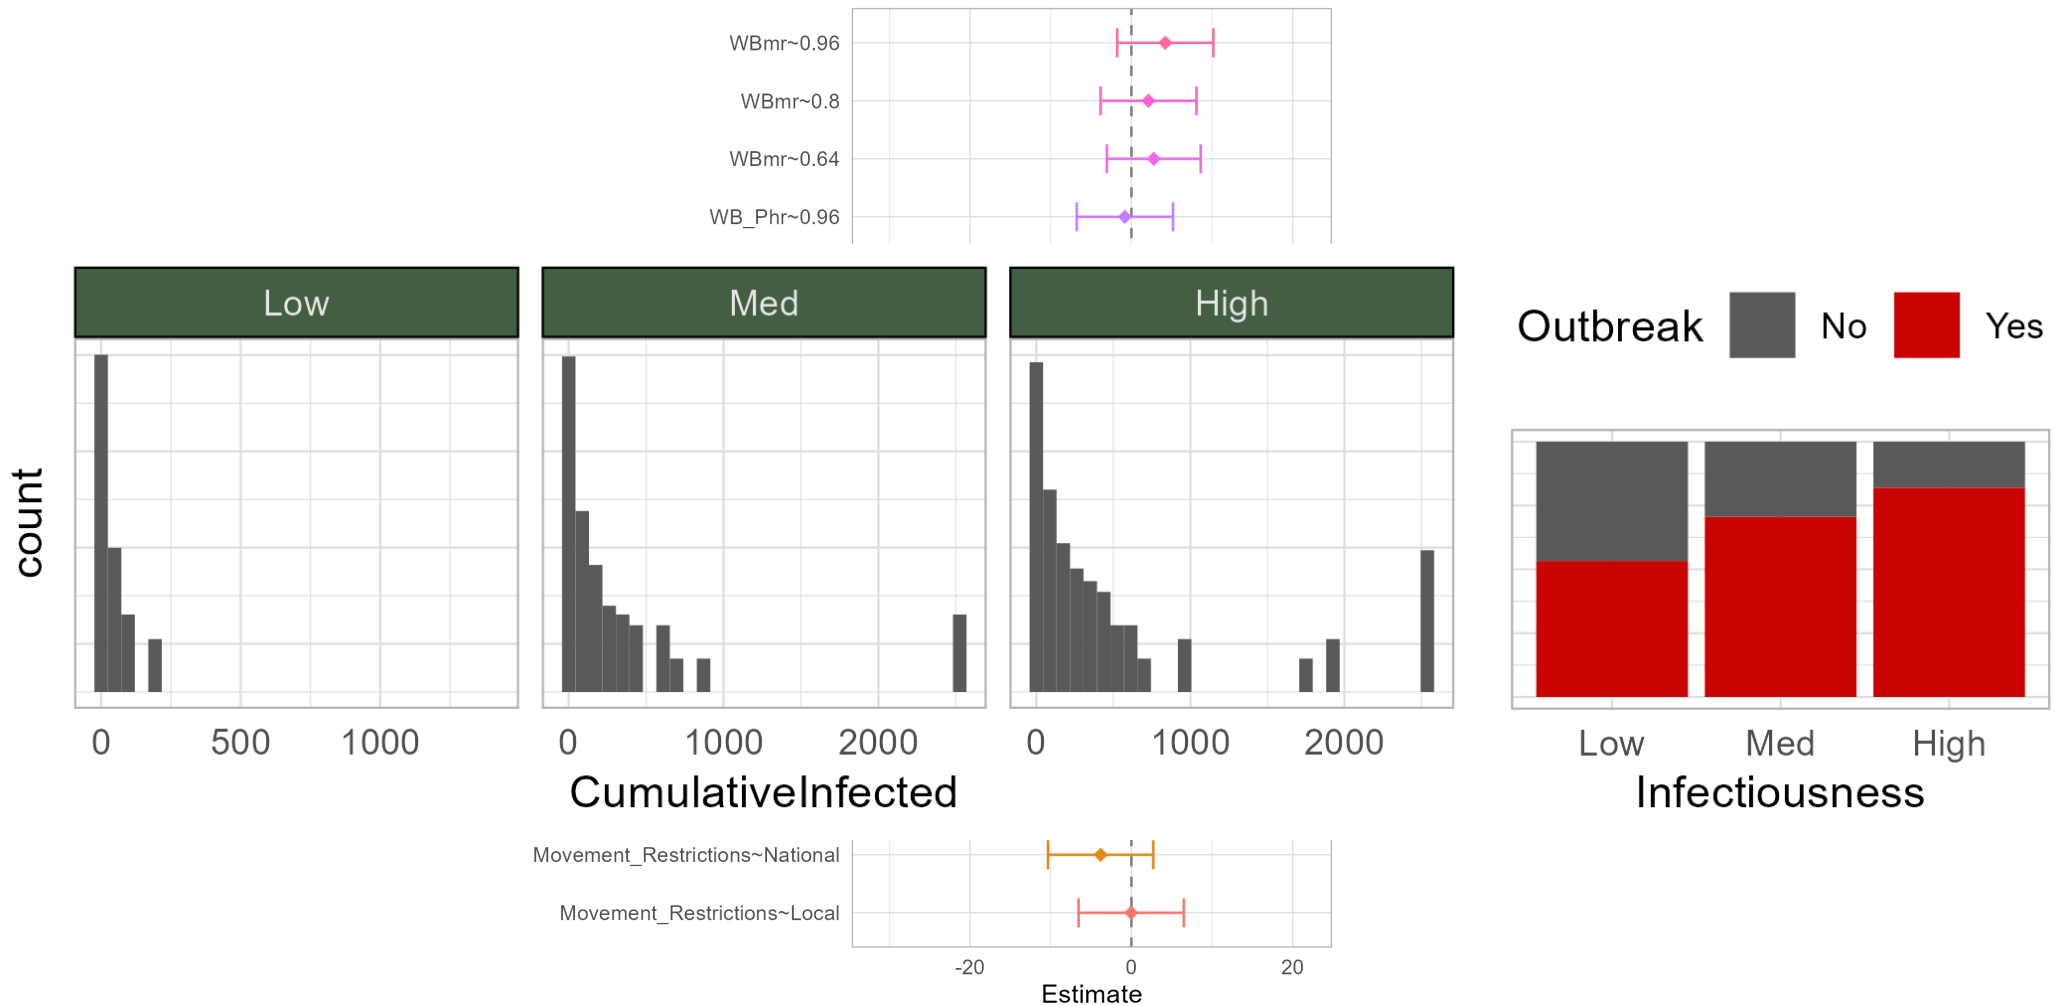 WBmr~0.96
WBmr~0.8
WBmr~0.64
WB_Phr~0.96
Low Med High
Outbreak No Yes
count
0 500 1000 0 1000 2000 0 1000 2000
CumulativeInfected
Low Med High
Infectiousness
Movement_Restrictions~National
Movement_Restrictions~Local
-20 0 20
Estimate